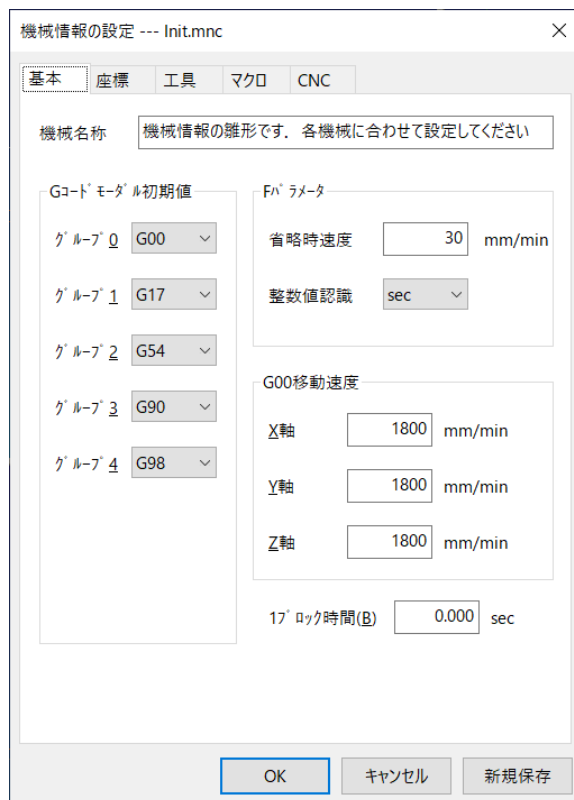 機械情報の設定 --- Init.mnc
基本 座標 工具 マクロ CNC
機械名称 機械情報の雛形です．各機械に合わせて設定してください
Gｺｰﾄﾞﾓｰﾀﾞﾙ初期値
ｸﾞﾙｰﾌﾟ0 G00
ｸﾞﾙｰﾌﾟ1 G17
ｸﾞﾙｰﾌﾟ2 G54
ｸﾞﾙｰﾌﾟ3 G90
ｸﾞﾙｰﾌﾟ4 G98
Fﾊﾟﾗﾒｰﾀ
省略時速度 30 mm/min
整数値認識 sec
G00移動速度
X軸 1800 mm/min
Y軸 1800 mm/min
Z軸 1800 mm/min
1ﾌﾞﾛｯｸ時間(B) 0.000 sec
OK キャンセル 新規保存